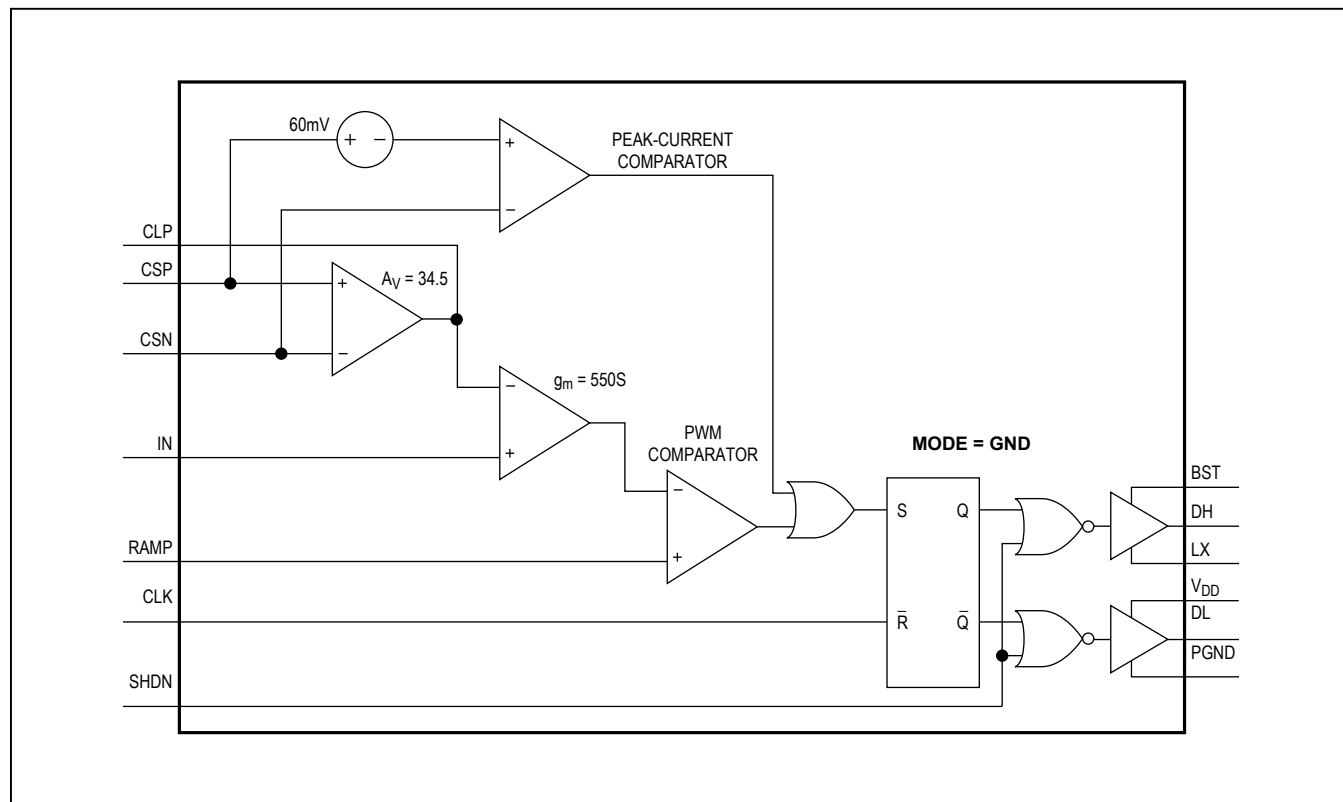 60mV
+ −
+
−
PEAK-CURRENT
COMPARATOR
CLP
CSP
CSN
+
−
AV = 34.5
−
+
gm = 550S
IN
PWM
COMPARATOR
−
+
MODE = GND
S Q
R̅ Q̅
RAMP
CLK
SHDN
BST
DH
LX
VDD
DL
PGND